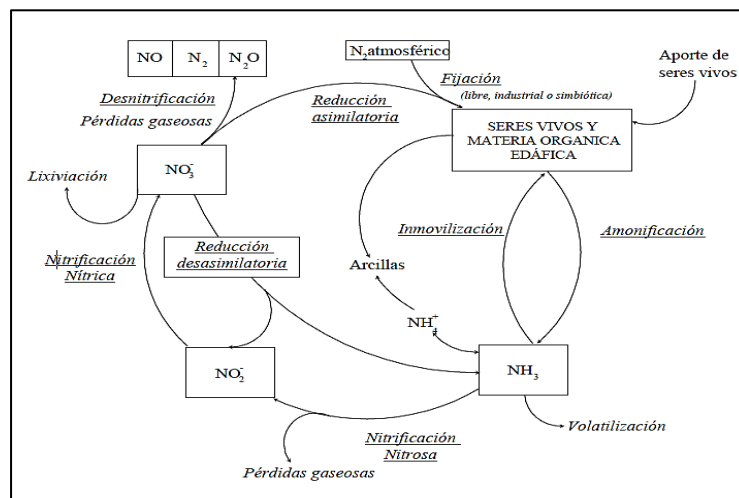 NO N₂ N₂O
N₂atmosférico
Aporte de
seres vivos
Desnitrificación
Pérdidas gaseosas
Fijación
(libre, industrial o simbiótica)
Reducción
asimilatoria
SERES VIVOS Y
MATERIA ORGANICA
EDÁFICA
NO₃⁻
Lixiviación
Nitrificación
Nítrica
Reducción
desasimilatoria
Inmovilización
Amonificación
Arcillas
NH₄⁺
NO₂⁻
NH₃
Volatilización
Nitrificación
Nitrosa
Pérdidas gaseosas